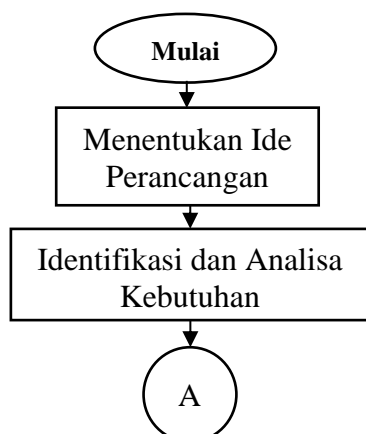 Mulai
Menentukan Ide
Perancangan
Identifikasi dan Analisa
Kebutuhan
A